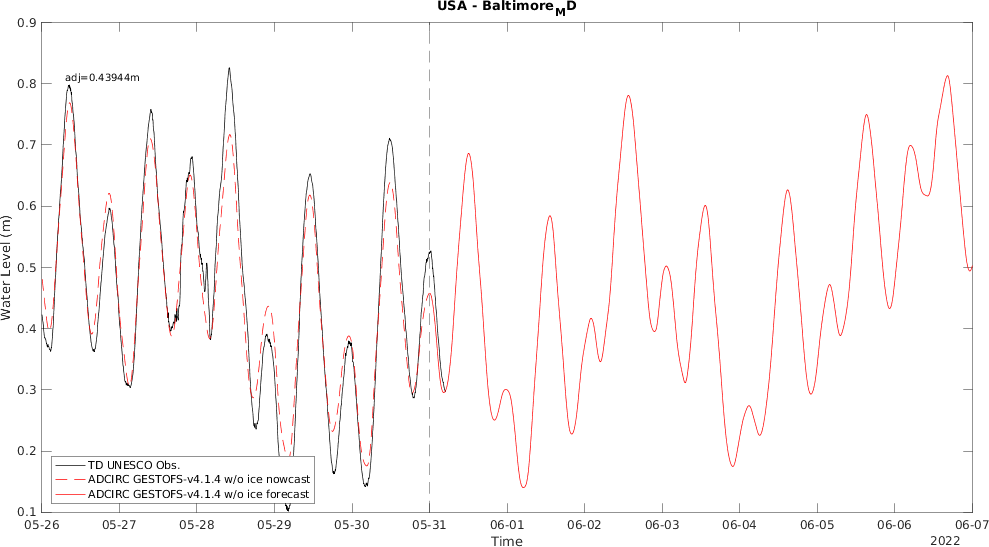 USA - BaltimoreMD
adj=0.43944m
Water Level (m)
0.9
0.8
0.7
0.6
0.5
0.4
0.3
0.2
0.1
TD UNESCO Obs.
ADCIRC GESTOFS-v4.1.4 w/o ice nowcast
ADCIRC GESTOFS-v4.1.4 w/o ice forecast
05-26 05-27 05-28 05-29 05-30 05-31 06-01 06-02 06-03 06-04 06-05 06-06 06-07
Time
2022